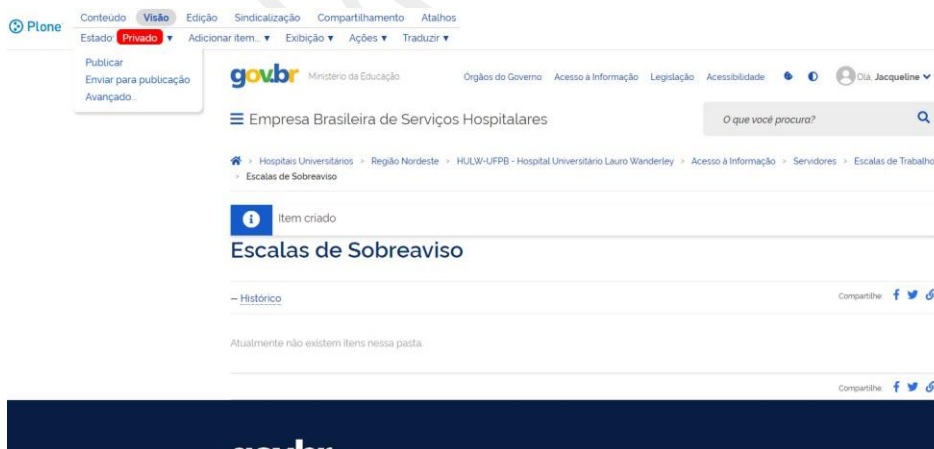 Plone
Conteúdo Visão Edição Sindicalização Compartilhamento Atalhos
Estado: Privado ▼ Adicionar item... ▼ Exibição ▼ Ações ▼ Traduzir ▼
Publicar
Enviar para publicação
Avançado...
gov.br Ministério da Educação Órgãos do Governo Acesso à Informação Legislação Acessibilidade Olá, Jacqueline
Empresa Brasileira de Serviços Hospitalares O que você procura?
> Hospitais Universitários > Região Nordeste > HULW-UFPB - Hospital Universitário Lauro Wanderley > Acesso à Informação > Servidores > Escalas de Trabalho
> Escalas de Sobreaviso
Item criado
Escalas de Sobreaviso
— Histórico Compartilhe:
Atualmente não existem itens nessa pasta.
Compartilhe:
gov.br